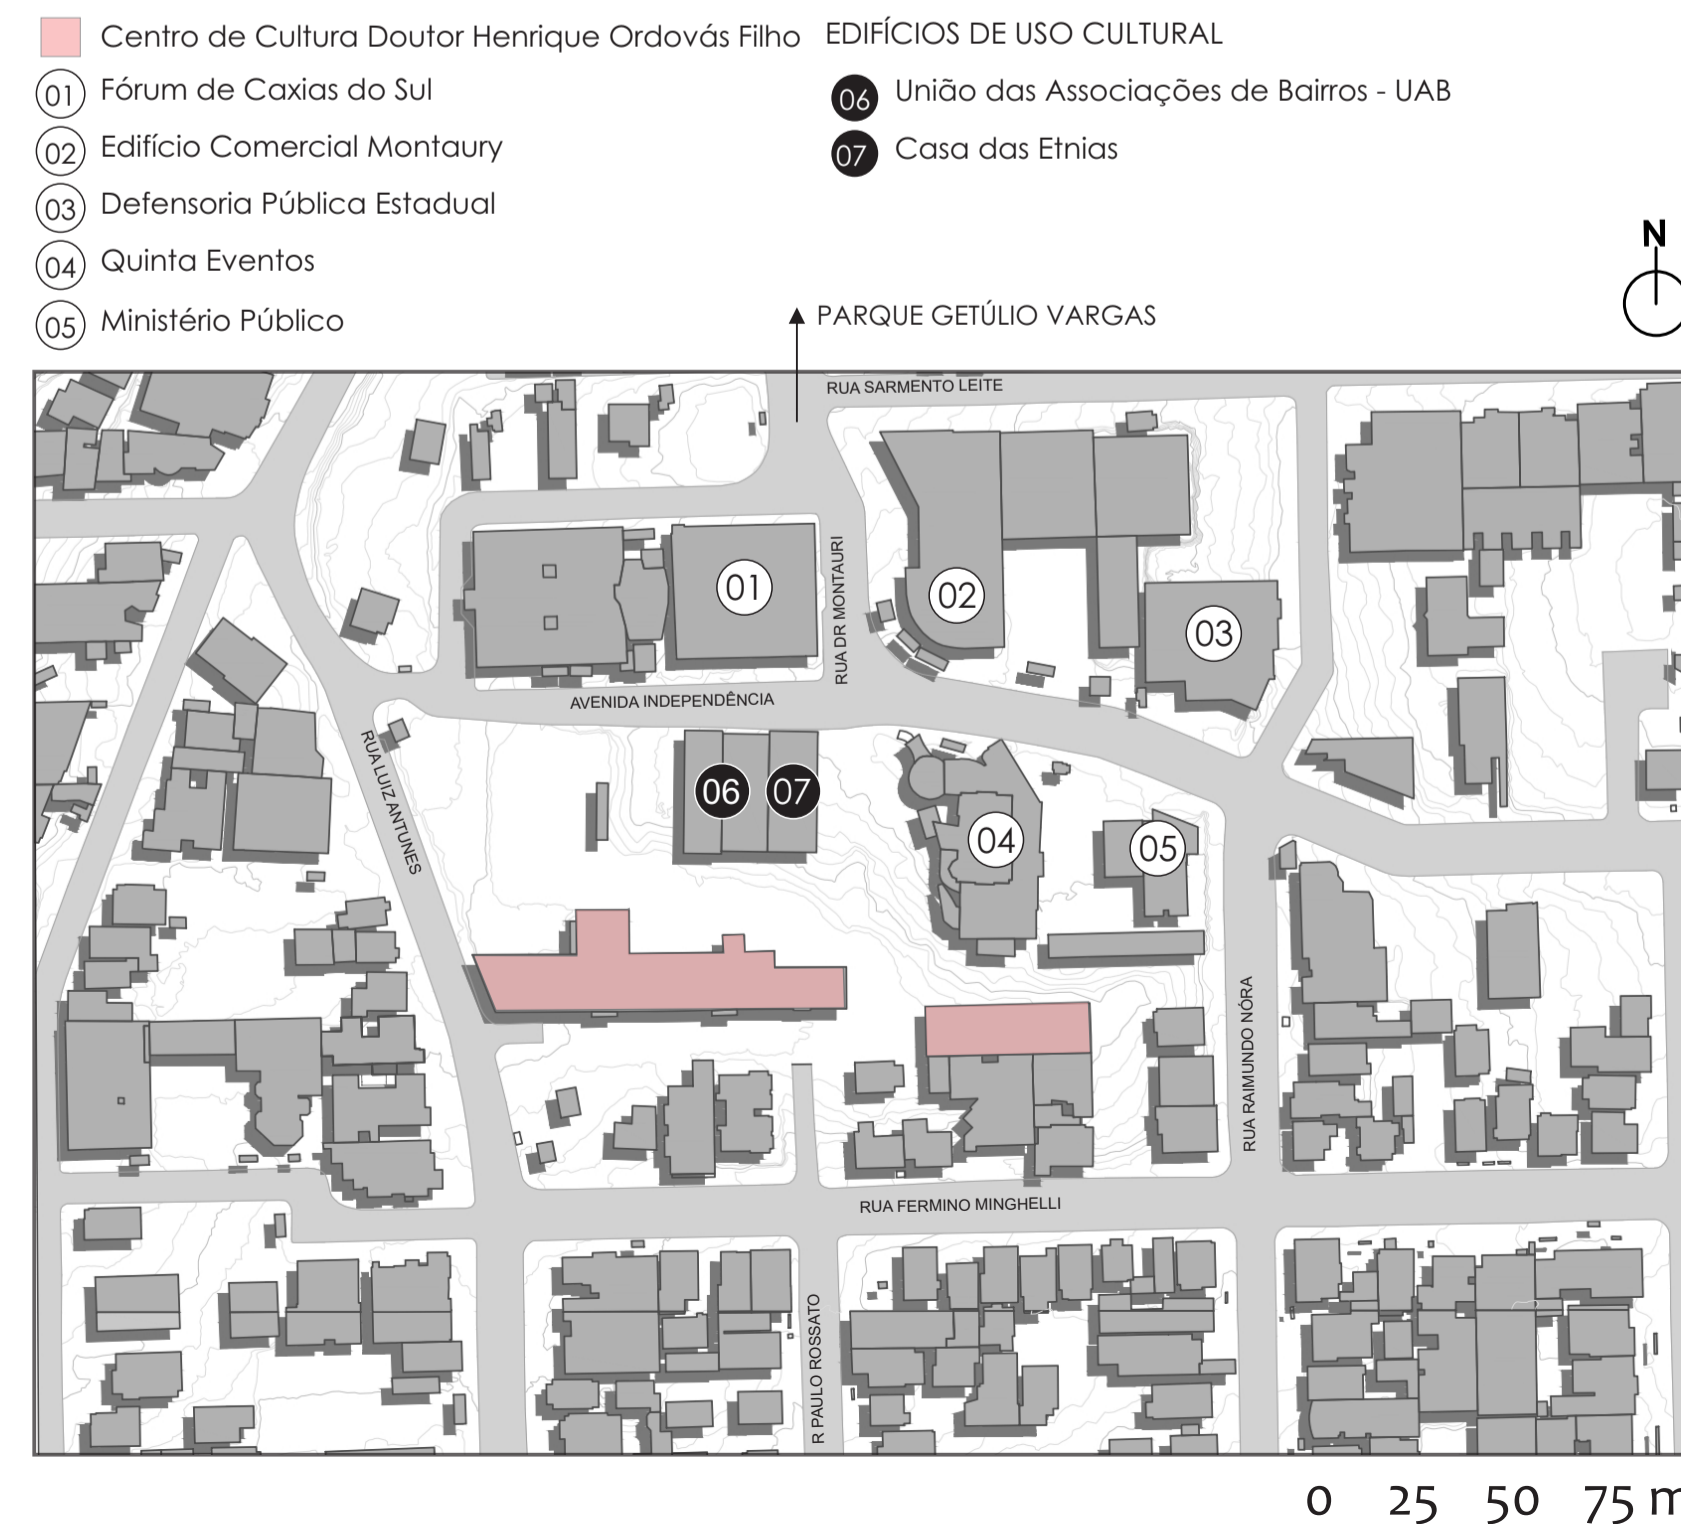 Centro de Cultura Doutor Henrique Ordovás Filho
01 Fórum de Caxias do Sul
02 Edifício Comercial Montaury
03 Defensoria Pública Estadual
04 Quinta Eventos
05 Ministério Público
EDIFÍCIOS DE USO CULTURAL
06 União das Associações de Bairros - UAB
07 Casa das Etnias
N
PARQUE GETÚLIO VARGAS
RUA SARMENTO LEITE
01
RUA DR MONTAURI
02
03
AVENIDA INDEPENDÊNCIA
RUA LUIZ ANTUNES
06
07
04
05
RUA RAIMUNDO NÓRA
RUA FERMINO MINGHELLI
R PAULO ROSSATO
0 25 50 75 m